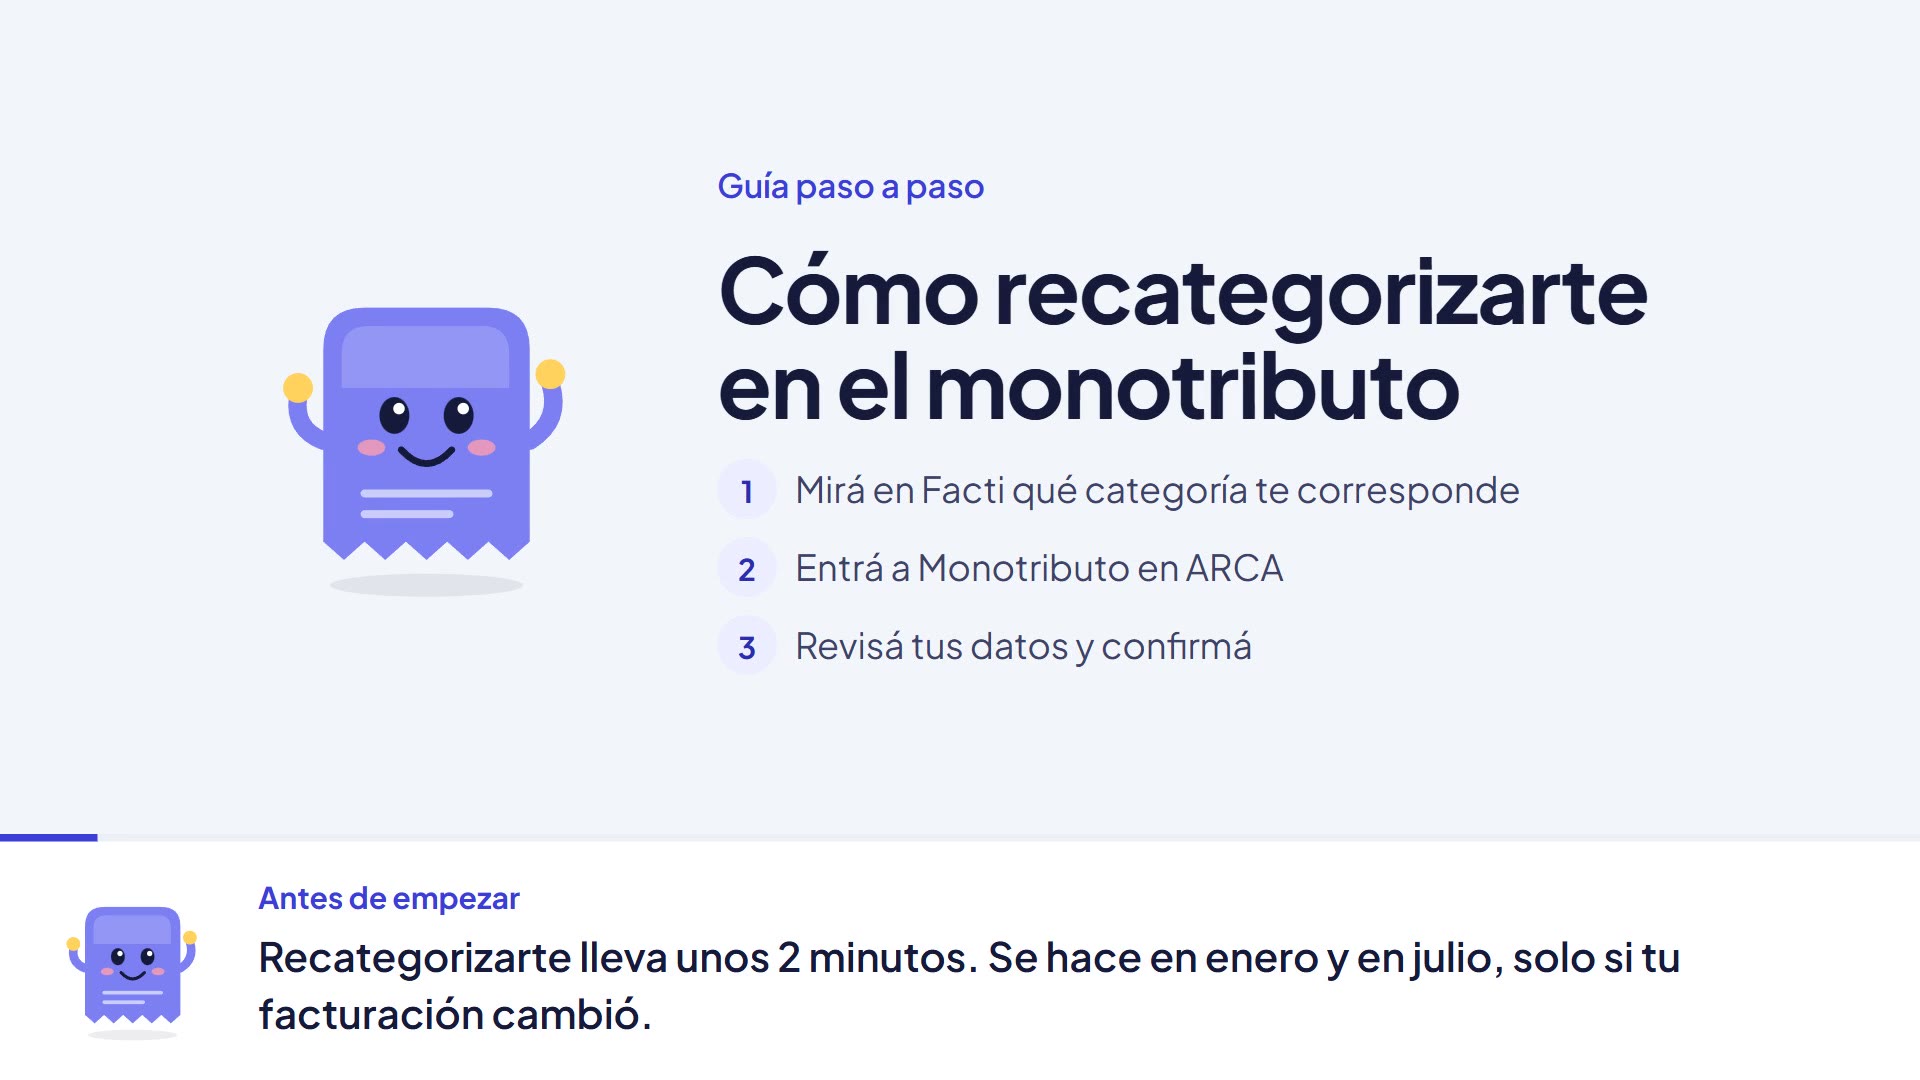 Guía paso a paso
Cómo recategorizarte
en el monotributo
1 Mirá en Facti qué categoría te corresponde
2 Entrá a Monotributo en ARCA
3 Revisá tus datos y confirmá
Antes de empezar
Recategorizarte lleva unos 2 minutos. Se hace en enero y en julio, solo si tu
facturación cambió.